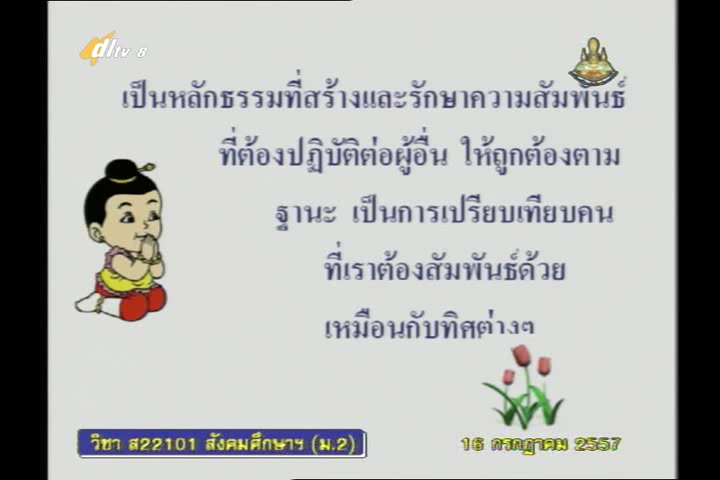 dltv 8
เป็นหลักธรรมที่สร้างและรักษาความสัมพันธ์
ที่ต้องปฏิบัติต่อผู้อื่น ให้ถูกต้องตาม
ฐานะ เป็นการเปรียบเทียบคน
ที่เราต้องสัมพันธ์ด้วย
เหมือนกับทิศต่างๆ
วิชา ส22101 สังคมศึกษาฯ (ม.2)
16 กรกฎาคม 2557